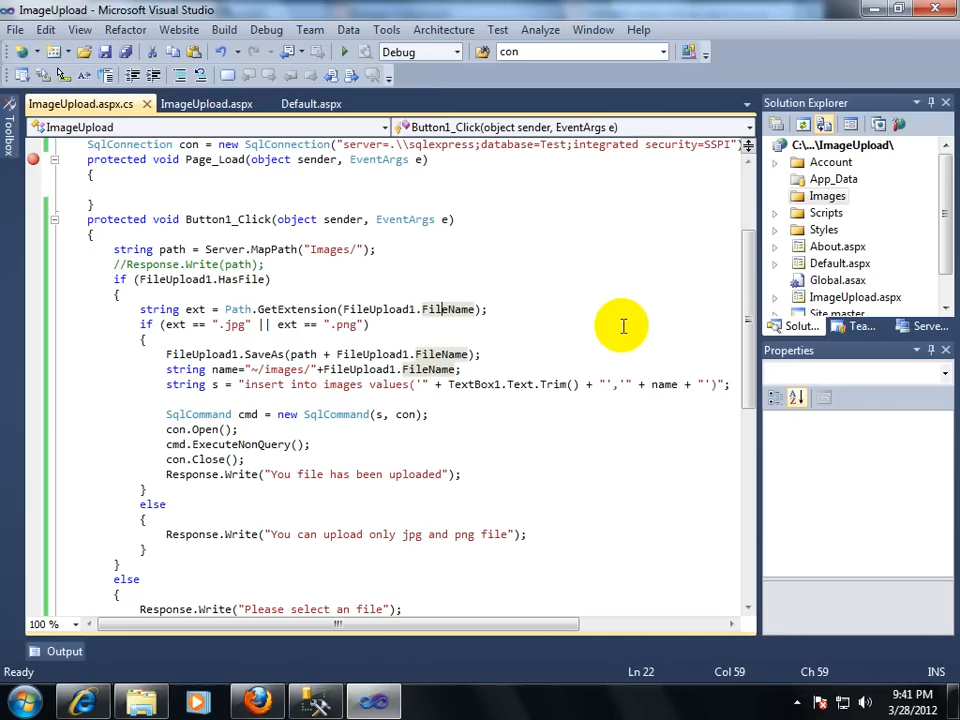 ImageUpload - Microsoft Visual Studio
File Edit View Refactor Website Build Debug Team Data Tools Architecture Test Analyze Window Help
Debug con
ImageUpload.aspx.cs ImageUpload.aspx Default.aspx
ImageUpload Button1_Click(object sender, EventArgs e)
Toolbox
SqlConnection con = new SqlConnection("server=.\\sqlexpress;database=Test;integrated security=SSPI")
protected void Page_Load(object sender, EventArgs e)
{
}
protected void Button1_Click(object sender, EventArgs e)
{
string path = Server.MapPath("Images/");
//Response.Write(path);
if (FileUpload1.HasFile)
{
string ext = Path.GetExtension(FileUpload1.FileName);
if (ext == ".jpg" || ext == ".png")
{
FileUpload1.SaveAs(path + FileUpload1.FileName);
string name="~/images/"+FileUpload1.FileName;
string s = "insert into images values('" + TextBox1.Text.Trim() + "','" + name + "')";
SqlCommand cmd = new SqlCommand(s, con);
con.Open();
cmd.ExecuteNonQuery();
con.Close();
Response.Write("You file has been uploaded");
}
else
{
Response.Write("You can upload only jpg and png file");
}
}
else
{
Response.Write("Please select an file");
100 %
Solution Explorer
C:\...\ImageUpload\
Account
App_Data
Images
Scripts
Styles
About.aspx
Default.aspx
Global.asax
ImageUpload.aspx
Site.master
Solut... Tea... Serve...
Properties
Output
Ready Ln 22 Col 59 Ch 59 INS
9:41 PM
3/28/2012